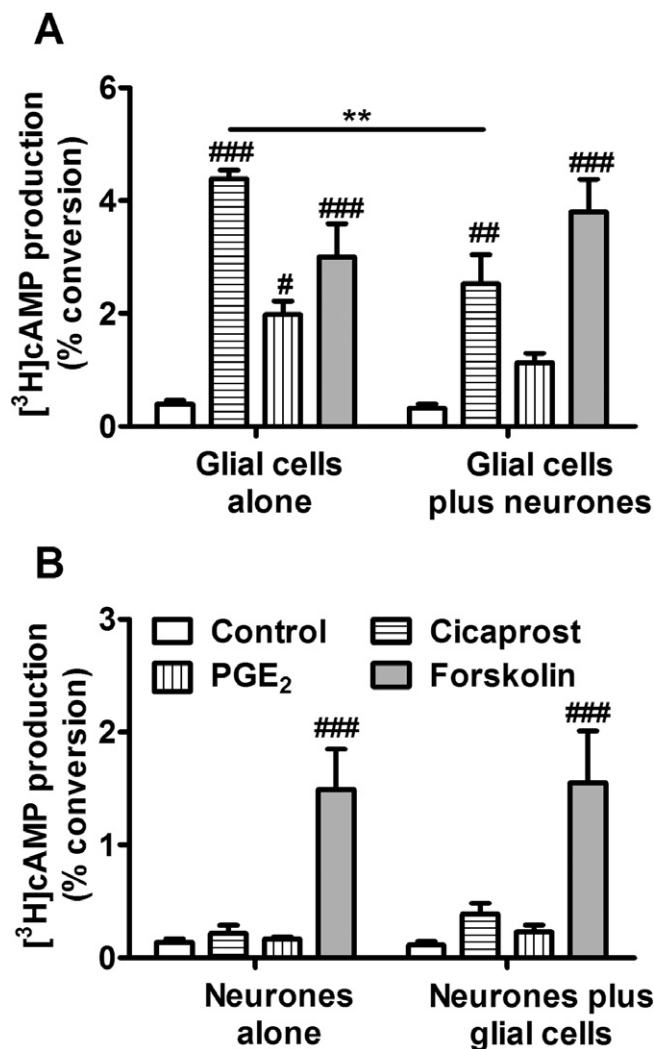 A
[³H]cAMP production
(% conversion)
6
4
2
0
**
###
#
###
##
###
Glial cells
alone
Glial cells
plus neurones
B
[³H]cAMP production
(% conversion)
3
2
1
0
Control
Cicaprost
PGE₂
Forskolin
###
###
Neurones
alone
Neurones plus
glial cells